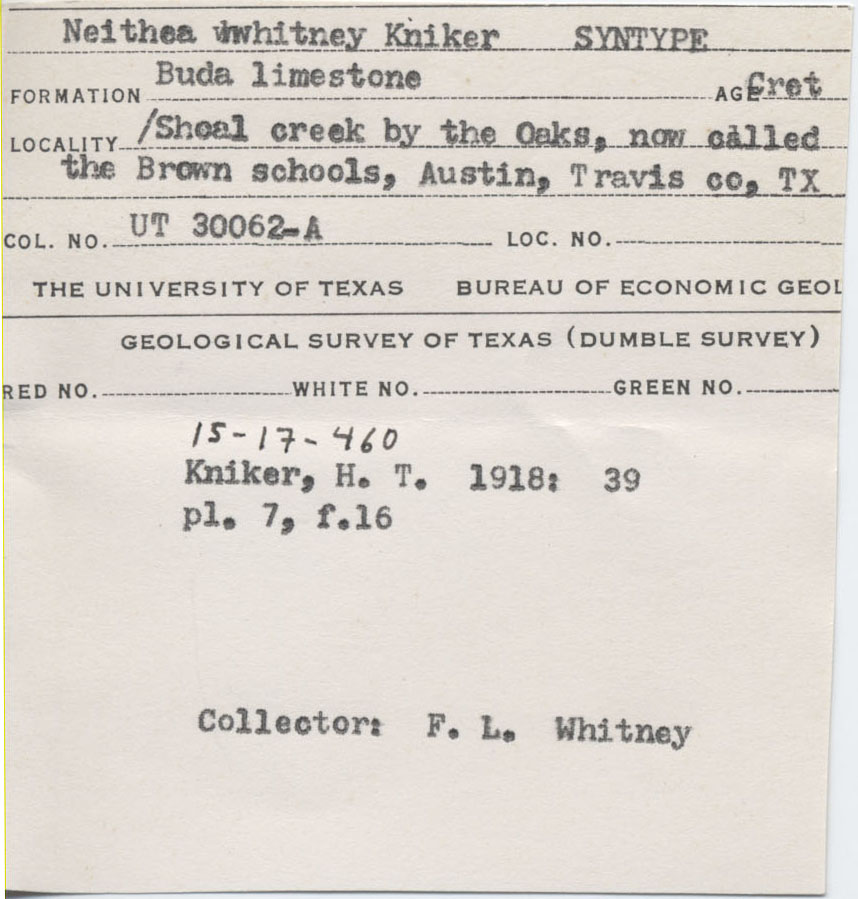 Neithea whitney Kniker SYNTYPE
FORMATION Buda limestone AGE Cret
LOCALITY /Shoal creek by the Oaks, now called
the Brown schools, Austin, Travis co, TX
COL. NO. UT 30062-A LOC. NO.
THE UNIVERSITY OF TEXAS BUREAU OF ECONOMIC GEOL
GEOLOGICAL SURVEY OF TEXAS (DUMBLE SURVEY)
RED NO. WHITE NO. GREEN NO.
15-17-460
Kniker, H. T. 1918: 39
pl. 7, f.16
Collector: F. L. Whitney